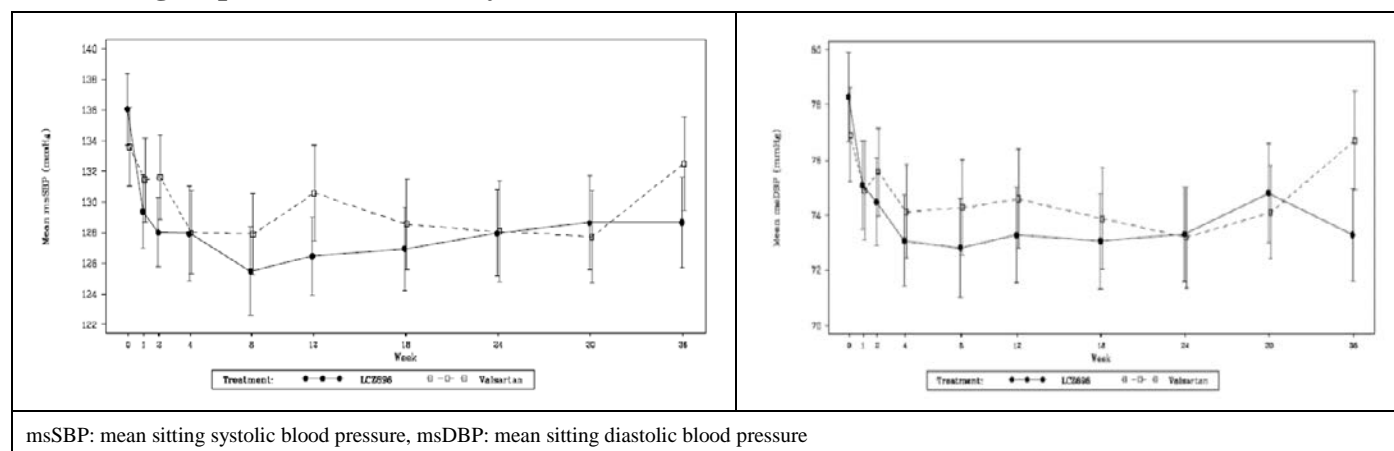 140
138
136
134
132
130
128
126
124
122
Mean msSBP (mmHg)
0 1 2 4 8 12 18 24 30 36
Week
Treatment: LCZ696 Valsartan
80
78
76
74
72
70
Mean msDBP (mmHg)
0 1 2 4 8 12 18 24 30 36
Week
Treatment: LCZ696 Valsartan
msSBP: mean sitting systolic blood pressure, msDBP: mean sitting diastolic blood pressure